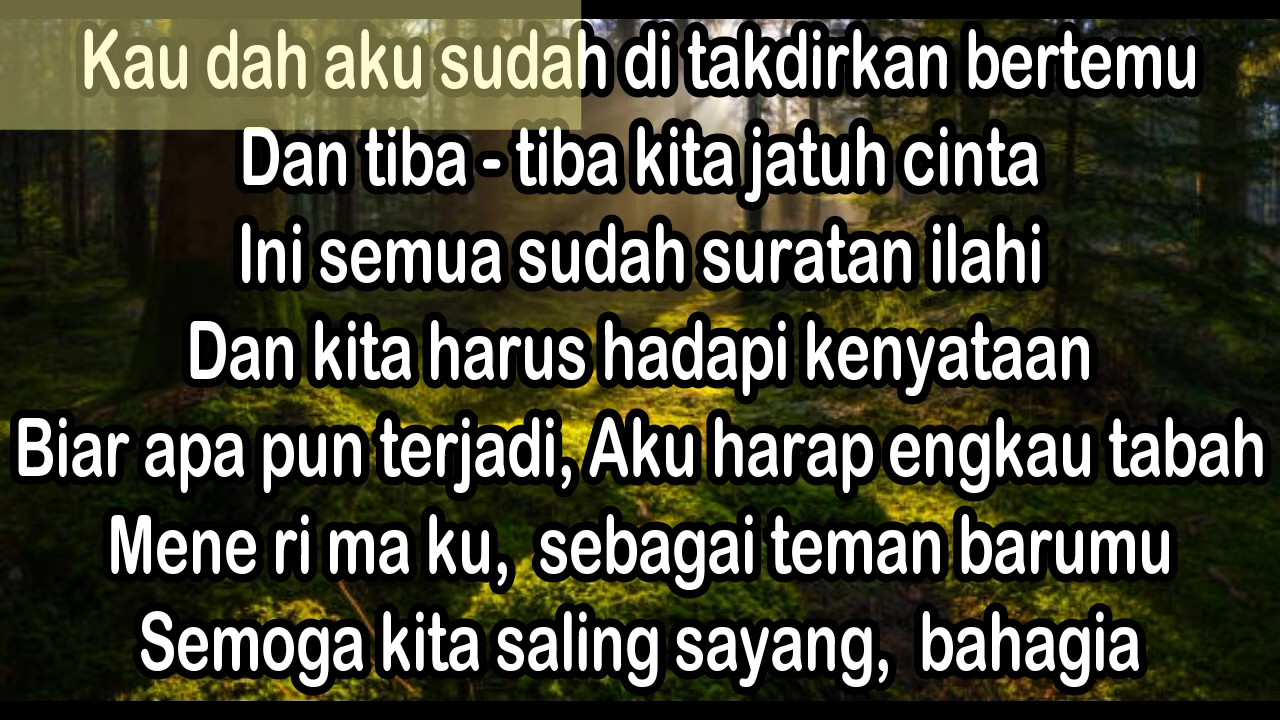 Kau dah aku sudah di takdirkan bertemu
Dan tiba - tiba kita jatuh cinta
Ini semua sudah suratan ilahi
Dan kita harus hadapi kenyataan
Biar apa pun terjadi, Aku harap engkau tabah
Mene ri ma ku,  sebagai teman barumu
Semoga kita saling sayang,  bahagia